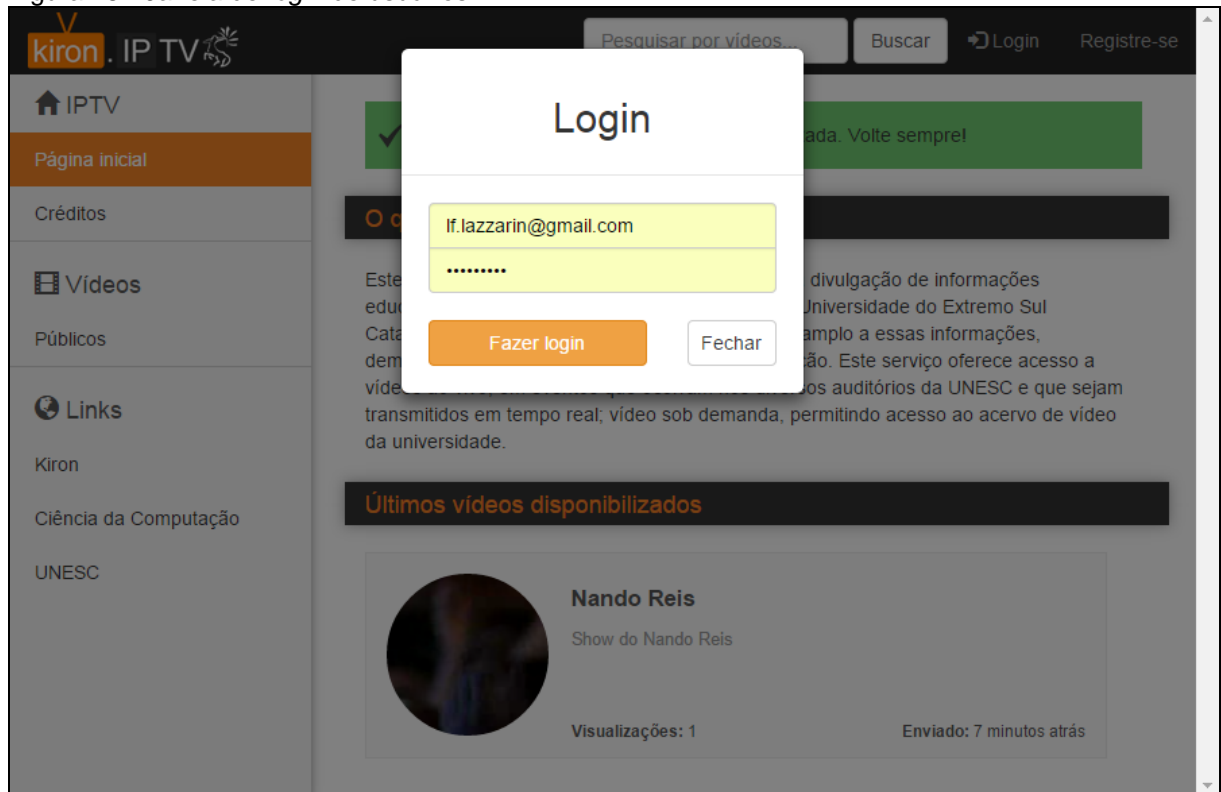 kiron. IP TV
Pesquisar por vídeos...
Buscar
Login
Registre-se
IPTV
Página inicial
Créditos
Vídeos
Públicos
Links
Kiron
Ciência da Computação
UNESC
ada. Volte sempre!
Login
lf.lazzarin@gmail.com
•••••••••
Fazer login
Fechar
O q
Este divulgação de informações
edu Universidade do Extremo Sul
Cata amplo a essas informações,
dem ção. Este serviço oferece acesso a
víde sos auditórios da UNESC e que sejam
transmitidos em tempo real; vídeo sob demanda, permitindo acesso ao acervo de vídeo
da universidade.
Últimos vídeos disponibilizados
Nando Reis
Show do Nando Reis
Visualizações: 1
Enviado: 7 minutos atrás